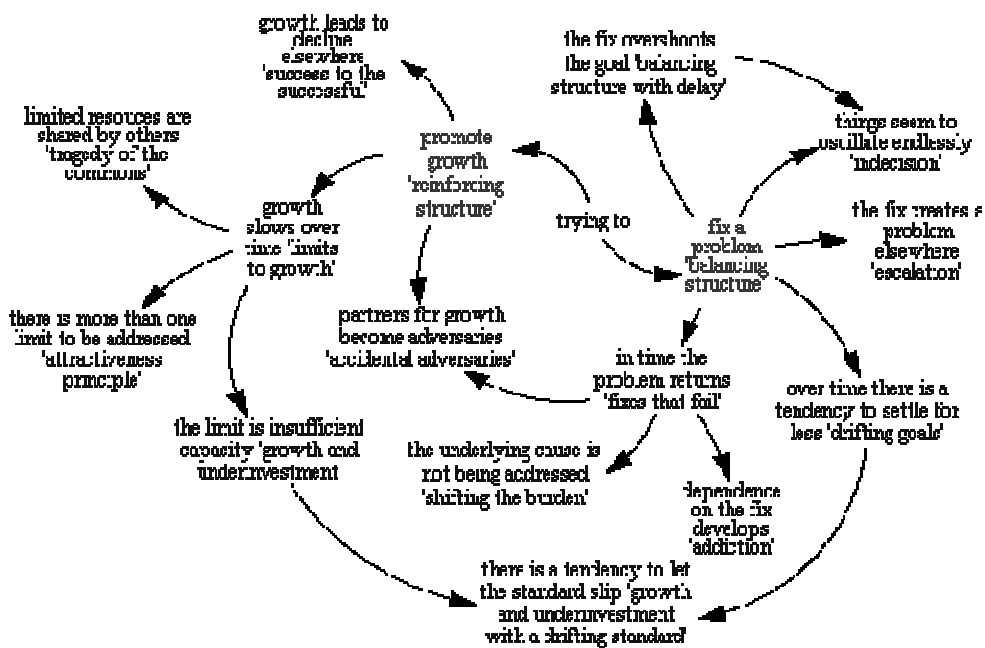 growth leads to
decline
elsewhere
'success to the
successful'
the fix overshoots
the goal 'balancing
structure with delay'
things seem to
oscillate endlessly
'indecision'
limited resouces are
shared by others
'tragedy of the
commons'
promote
growth
'reinforcing
structure'
growth
slows over
time 'limits
to growth'
trying to
fix a
problem
'balancing
structure'
the fix creates a
problem
elsewhere
'escalation'
there is more than one
limit to be addressed
'attractiveness
principle'
partners for growth
become adversaries
'accidental adversaries'
in time the
problem returns
'fixes that fail'
over time there is a
tendency to settle for
less 'drifting goals'
the limit is insufficient
capacity 'growth and
underinvestment
the underlying cause is
not being addressed
'shifting the burden'
dependence
on the fix
develops
'addiction'
there is a tendency to let
the standard slip 'growth
and underinvestment
with a drifting standard'